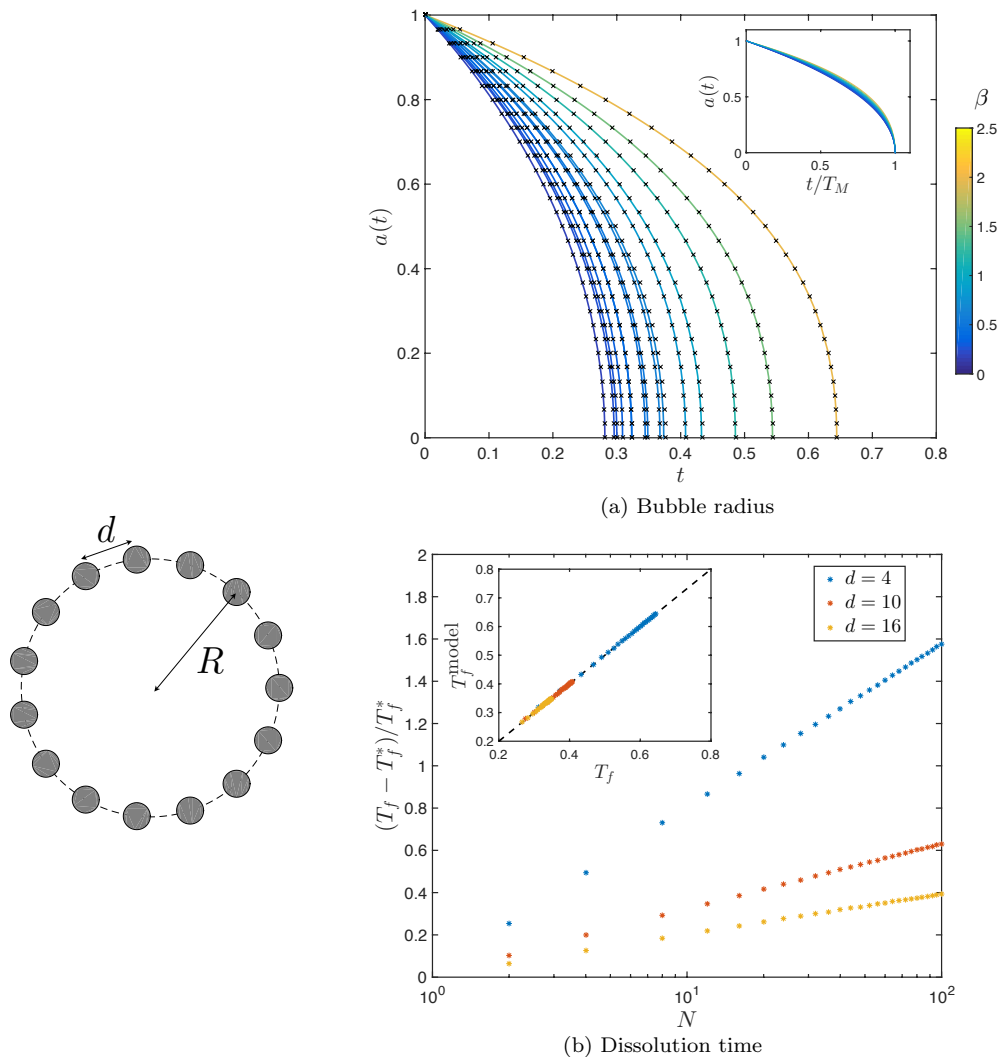 1
0.8
0.6
0.4
0.2
0
a(t)
0 0.1 0.2 0.3 0.4 0.5 0.6 0.7 0.8
t
1
0.5
0
a(t)
0 0.5 1
t/T_M
β
2.5
2
1.5
1
0.5
0
(a) Bubble radius
d
R
2
1.8
1.6
1.4
1.2
1
0.8
0.6
0.4
0.2
0
(T_f − T_f^*)/T_f^*
10^0 10^1 10^2
N
0.8
0.7
0.6
0.5
0.4
0.3
0.2
T_f^model
0.2 0.4 0.6 0.8
T_f
d = 4
d = 10
d = 16
(b) Dissolution time